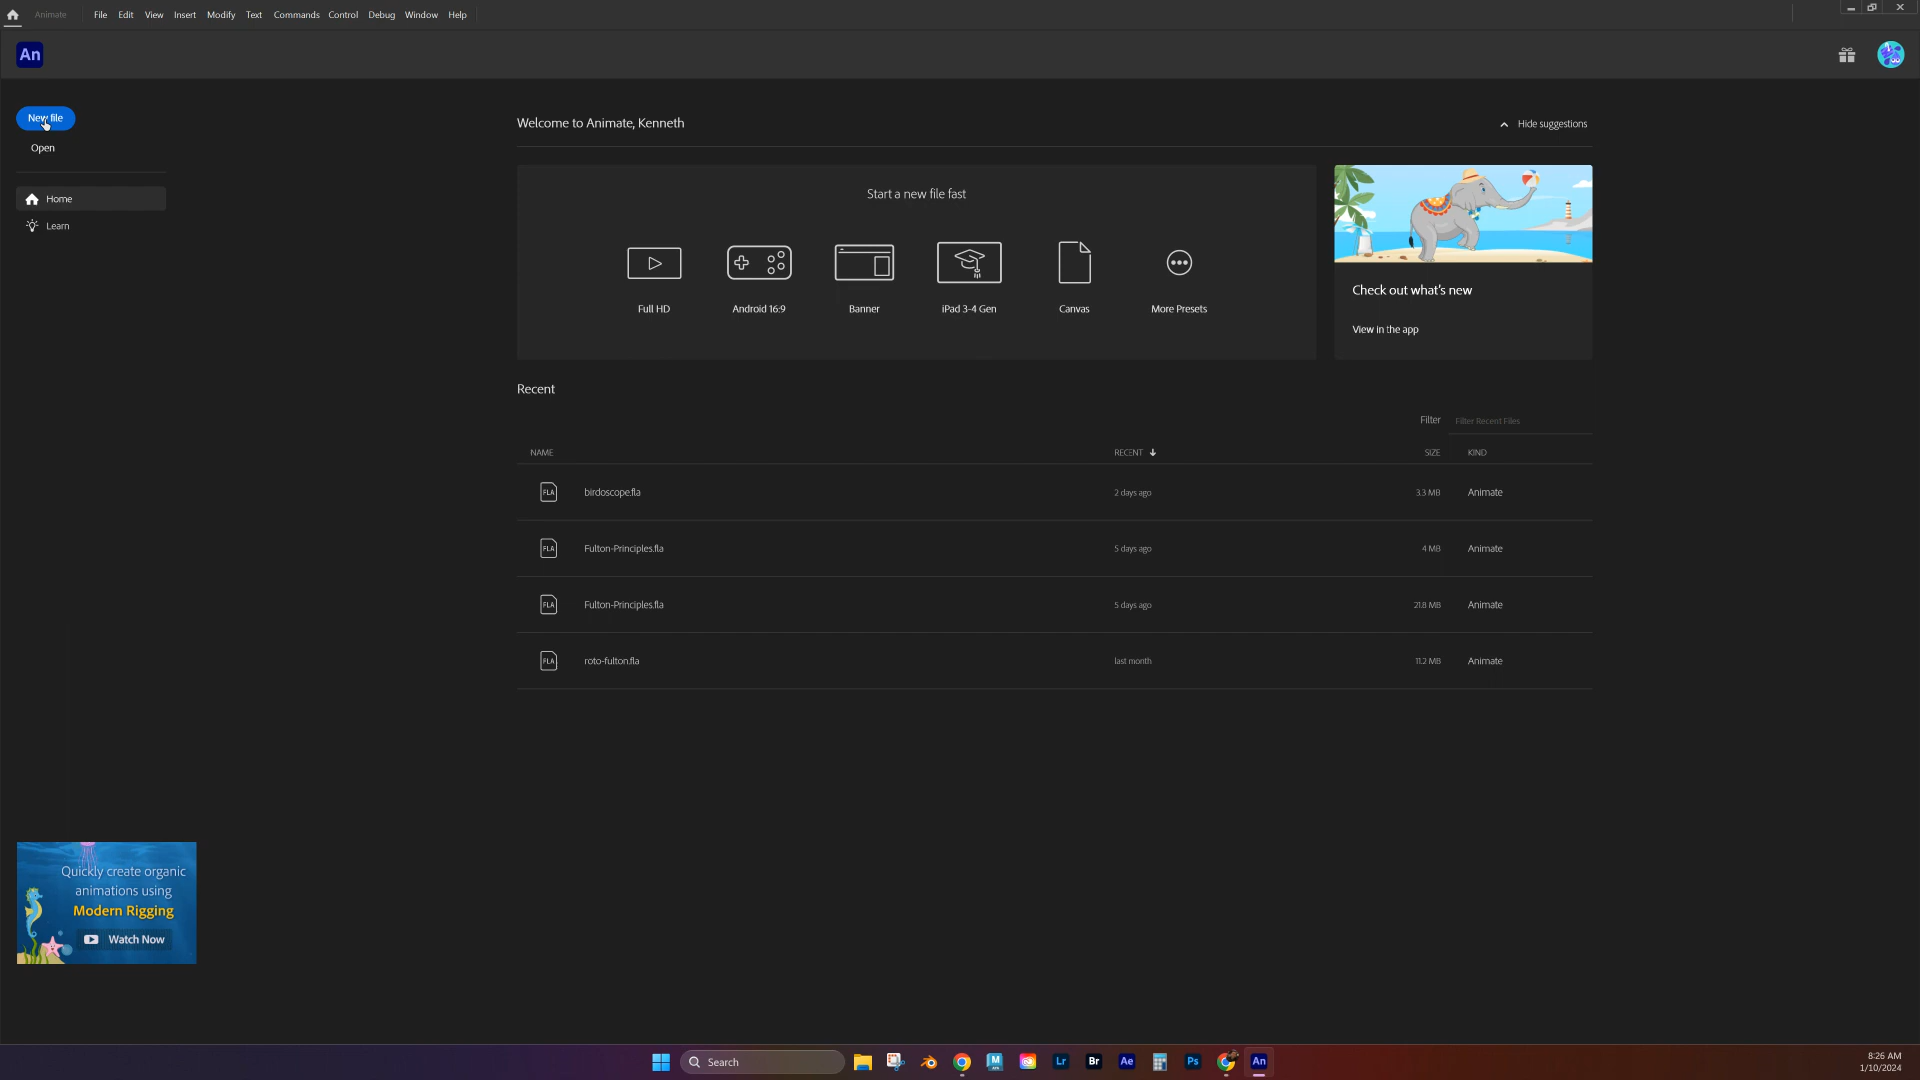 Animate File Edit View Insert Modify Text Commands Control Debug Window Help
An
New file
Open
Home
Learn
Welcome to Animate, Kenneth
Hide suggestions
Start a new file fast
Full HD
Android 16:9
Banner
iPad 3-4 Gen
Canvas
More Presets
Check out what's new
View in the app
Recent
Filter Filter Recent Files
NAME RECENT SIZE KIND
FLA birdoscope.fla 2 days ago 3.3 MB Animate
FLA Fulton-Principles.fla 5 days ago 4 MB Animate
FLA Fulton-Principles.fla 5 days ago 21.8 MB Animate
FLA roto-fulton.fla last month 11.2 MB Animate
Quickly create organic
animations using
Modern Rigging
Watch Now
Search
M
Lr
Br
Ae
Ps
An
8:26 AM
1/10/2024